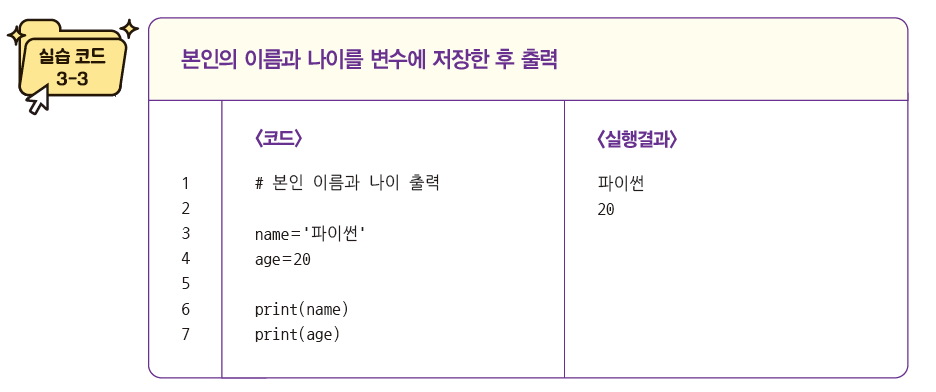 실습 코드
3-3
본인의 이름과 나이를 변수에 저장한 후 출력
<코드>
1 # 본인 이름과 나이 출력
2
3 name='파이썬'
4 age=20
5
6 print(name)
7 print(age)
<실행결과>
파이썬
20